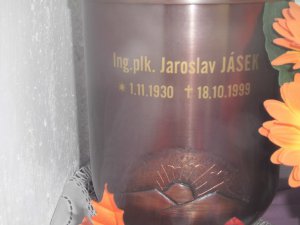 Ing.plk. Jaroslav JÁSEK
* 1.11.1930 ✝ 18.10.1999